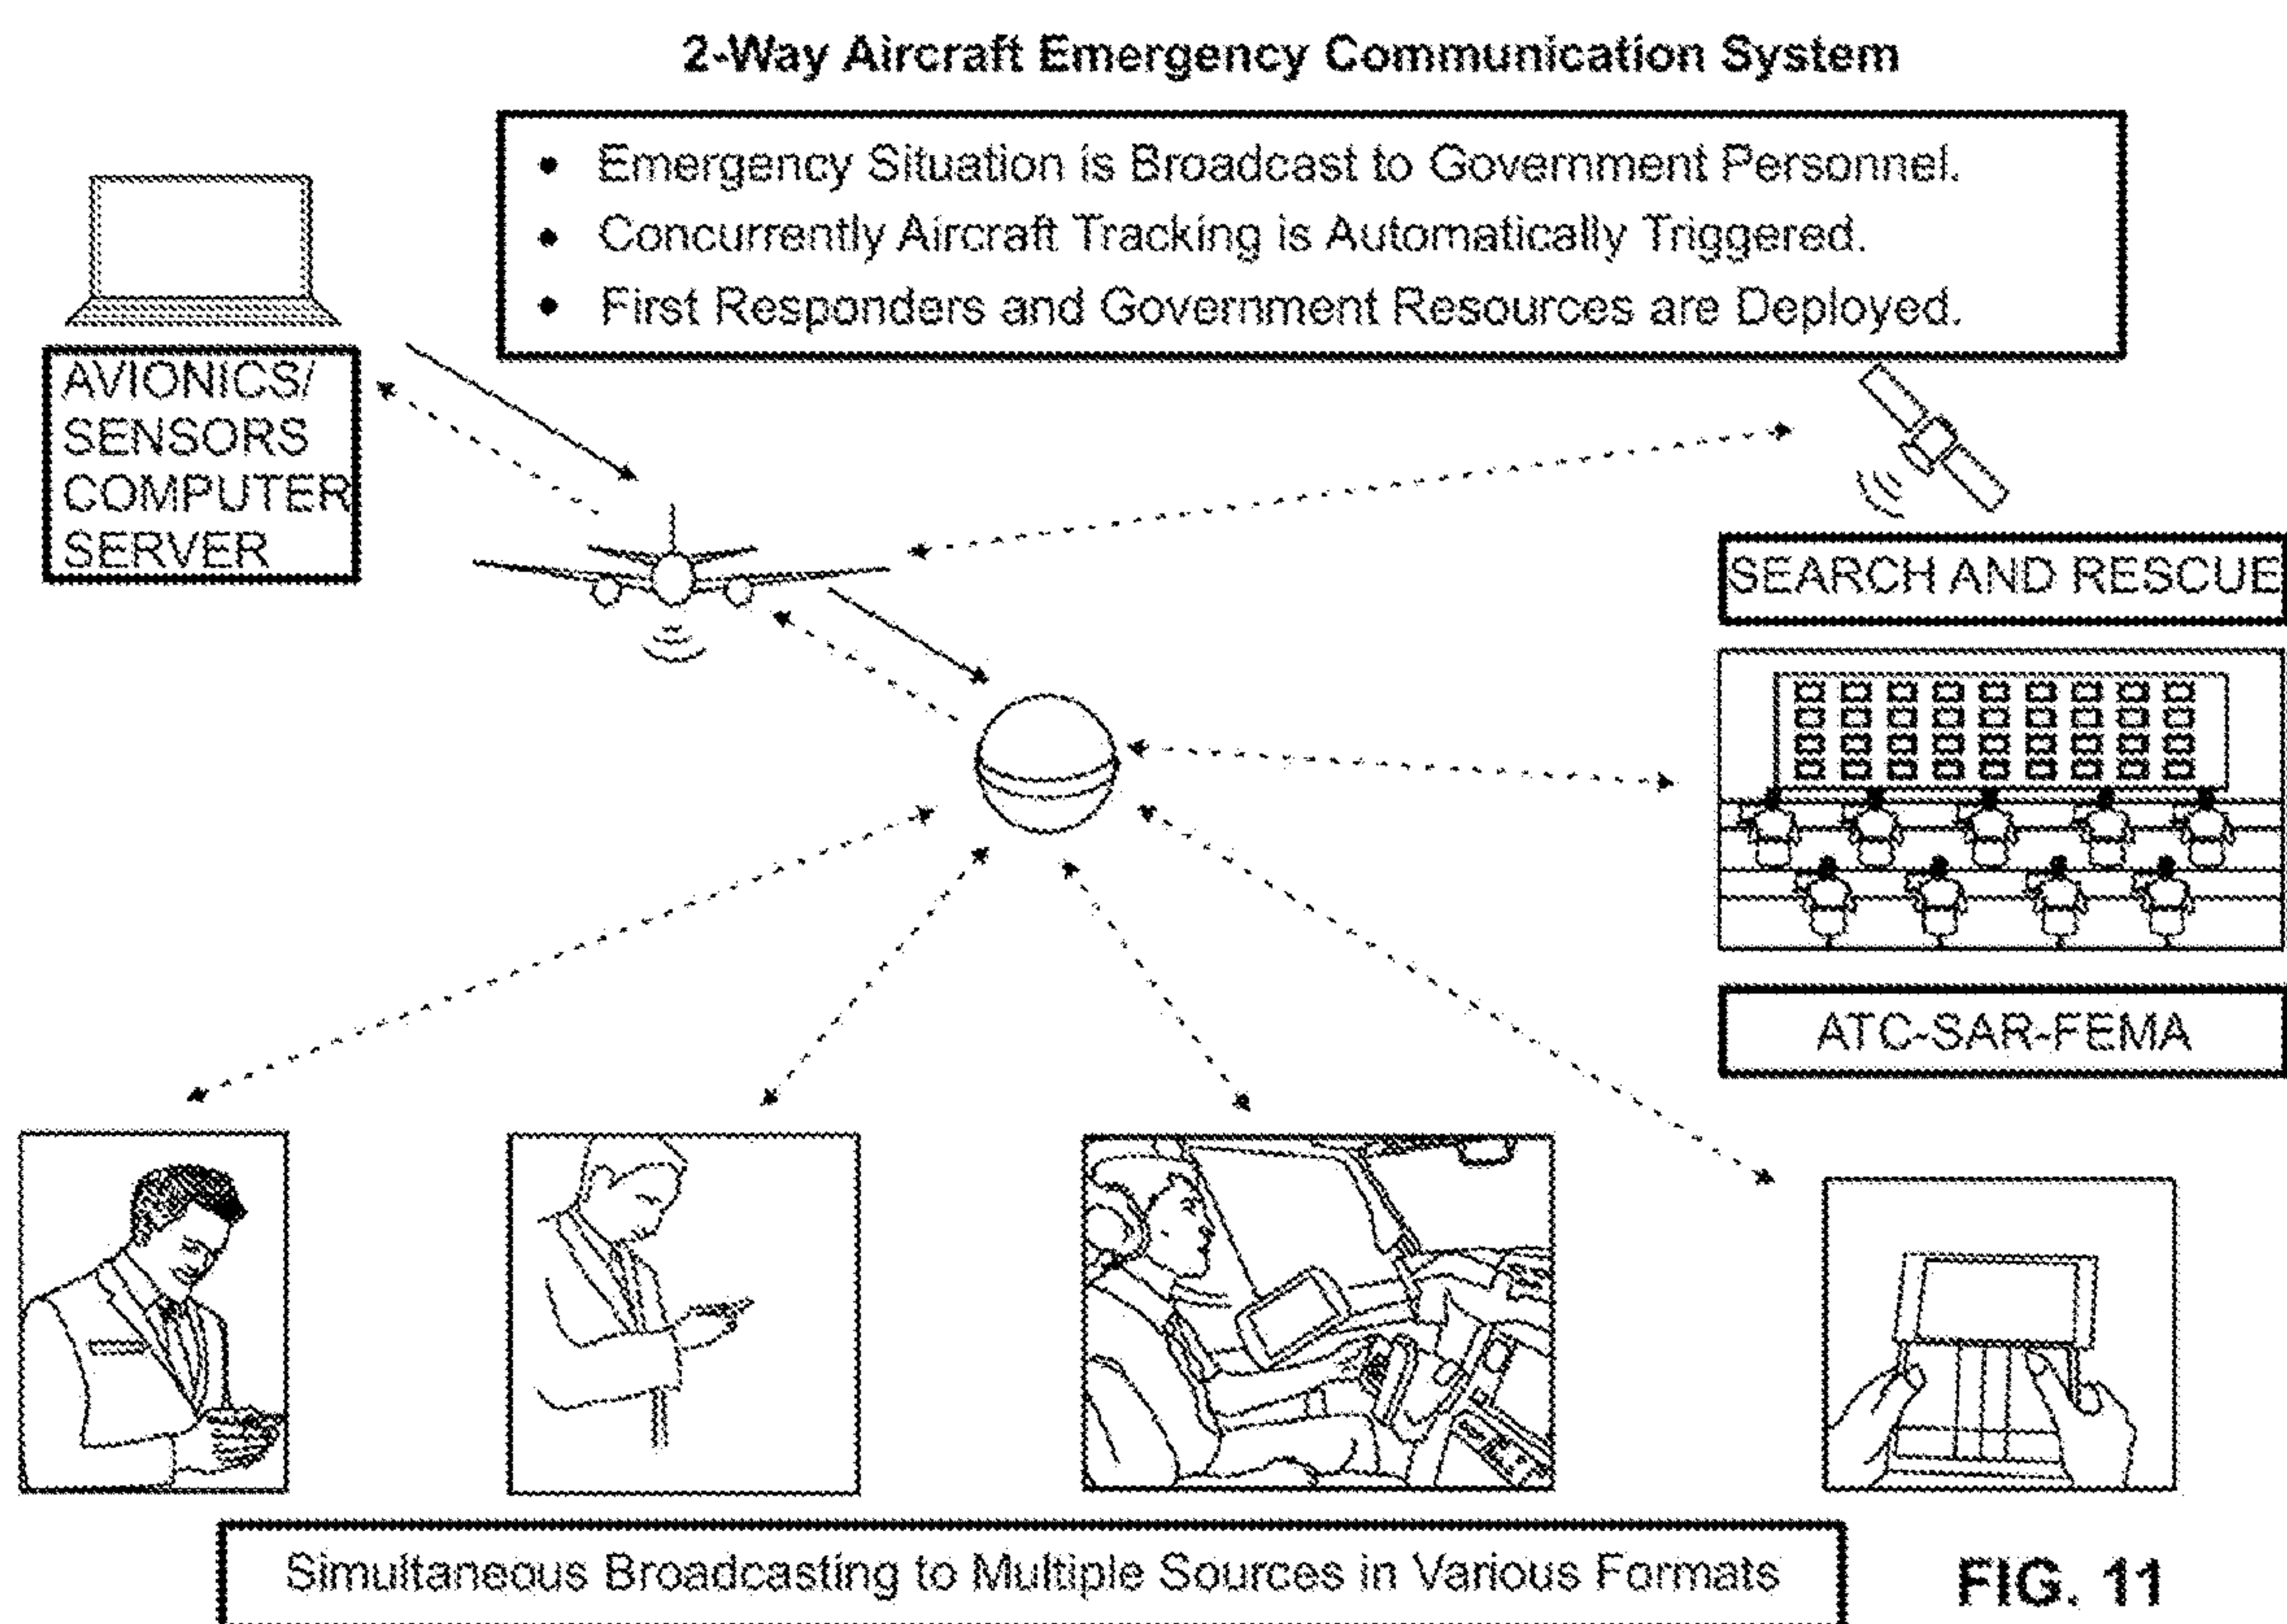 2-Way Aircraft Emergency Communication System
• Emergency Situation is Broadcast to Government Personnel.
• Concurrently Aircraft Tracking is Automatically Triggered.
• First Responders and Government Resources are Deployed.
AVIONICS/
SENSORS
COMPUTER
SERVER
SEARCH AND RESCUE
ATC-SAR-FEMA
Simultaneous Broadcasting to Multiple Sources in Various Formats
FIG. 11